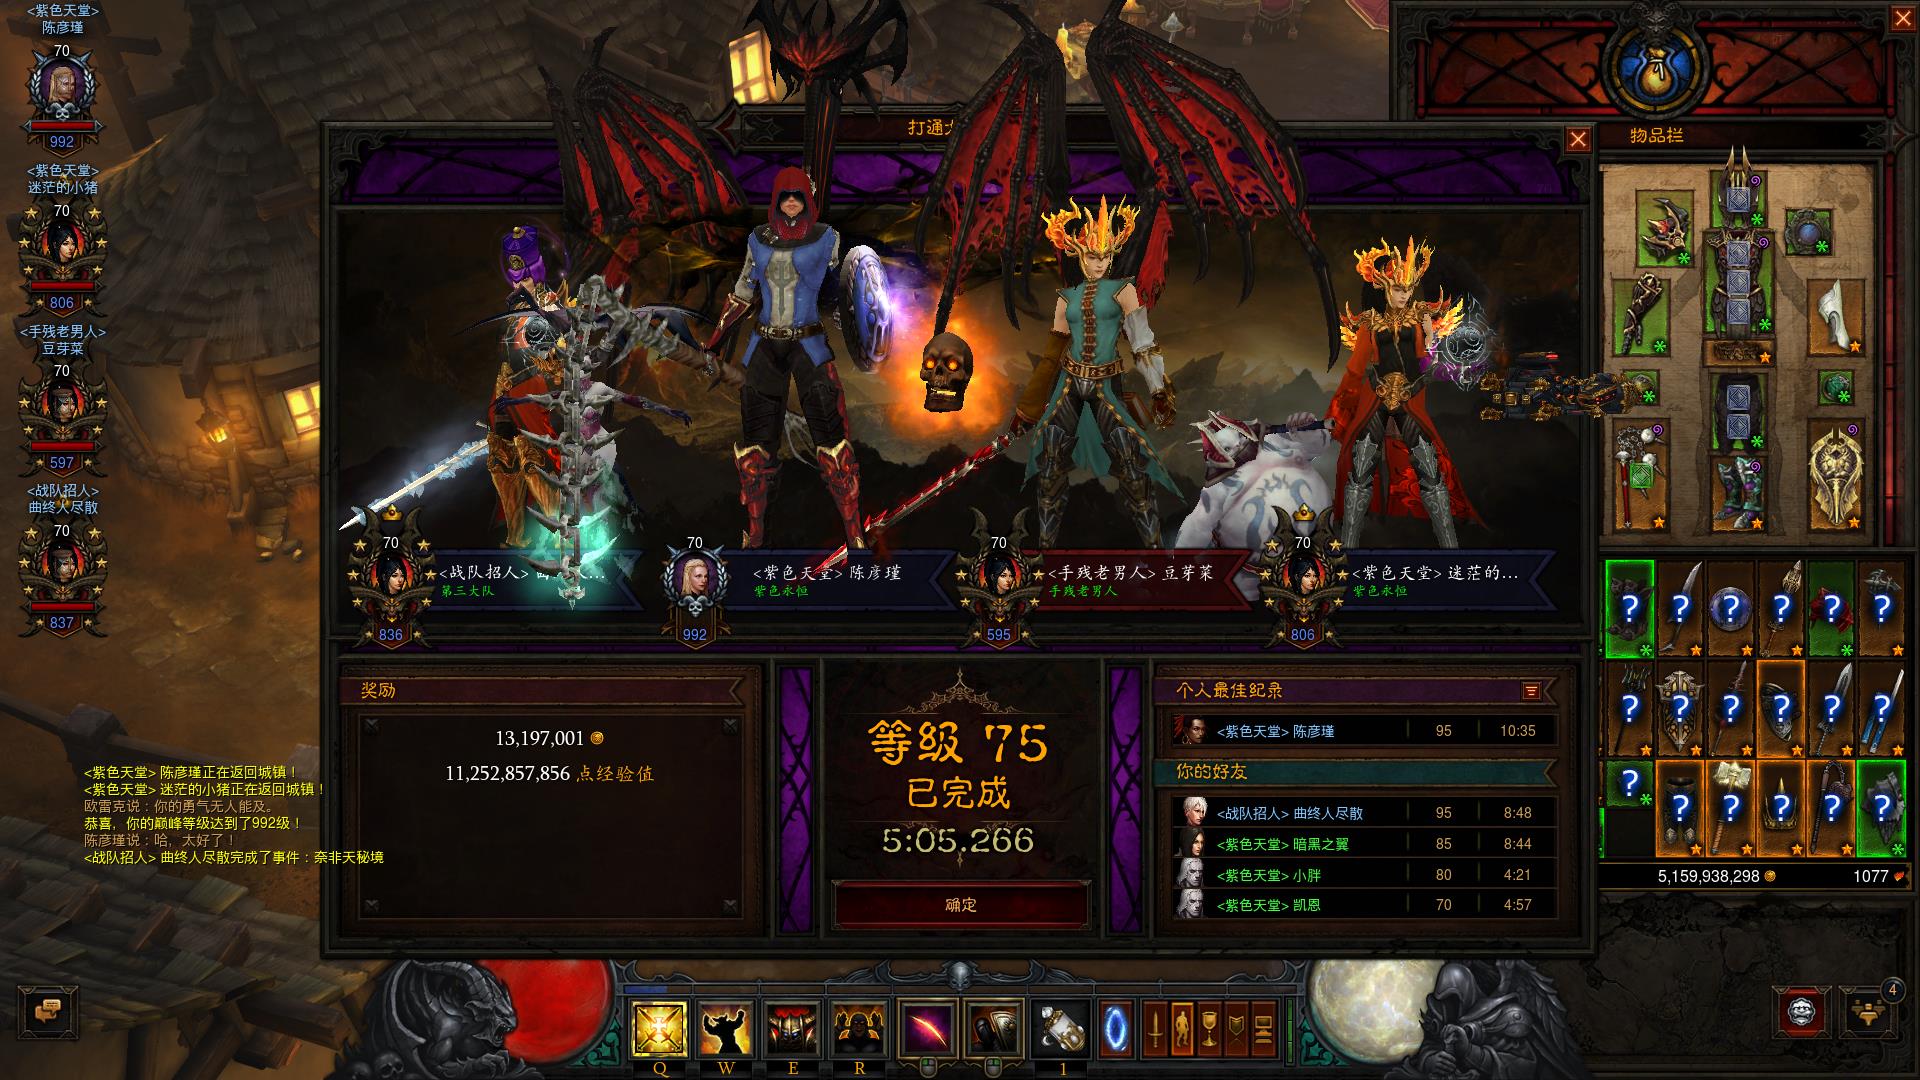 <紫色天堂>
陈彦瑾
70
992
<紫色天堂>
迷茫的小猪
70
806
<手残老男人>
豆芽菜
70
597
<战队招人>
曲终人尽散
70
837
打通
物品栏
70
<战队招人>
第三大队
836
70
<紫色天堂> 陈彦瑾
紫色永恒
992
70
<手残老男人> 豆芽菜
手残老男人
595
70
<紫色天堂> 迷茫的...
紫色永恒
806
奖励
13,197,001
11,252,857,856 点经验值
等级 75
已完成
5:05.266
确定
个人最佳纪录
<紫色天堂> 陈彦瑾 95 10:35
你的好友
<战队招人> 曲终人尽散 95 8:48
<紫色天堂> 暗黑之翼 85 8:44
<紫色天堂> 小胖 80 4:21
<紫色天堂> 凯恩 70 4:57
<紫色天堂> 陈彦瑾正在返回城镇！
<紫色天堂> 迷茫的小猪正在返回城镇！
欧雷克说：你的勇气无人能及。
恭喜，你的巅峰等级达到了992级！
陈彦瑾说：哈，太好了！
<战队招人> 曲终人尽散完成了事件：奈非天秘境
? ? ? ? ? ?
? ? ? ? ? ?
? ? ? ? ? ?
5,159,938,298 1077
Q W E R 1
4